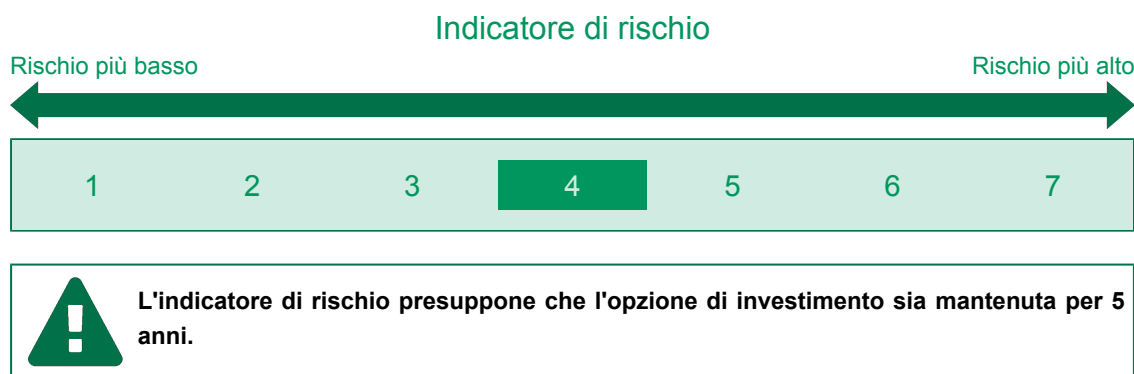 Indicatore di rischio
Rischio più basso Rischio più alto
1 2 3 4 5 6 7
L'indicatore di rischio presuppone che l'opzione di investimento sia mantenuta per 5
anni.